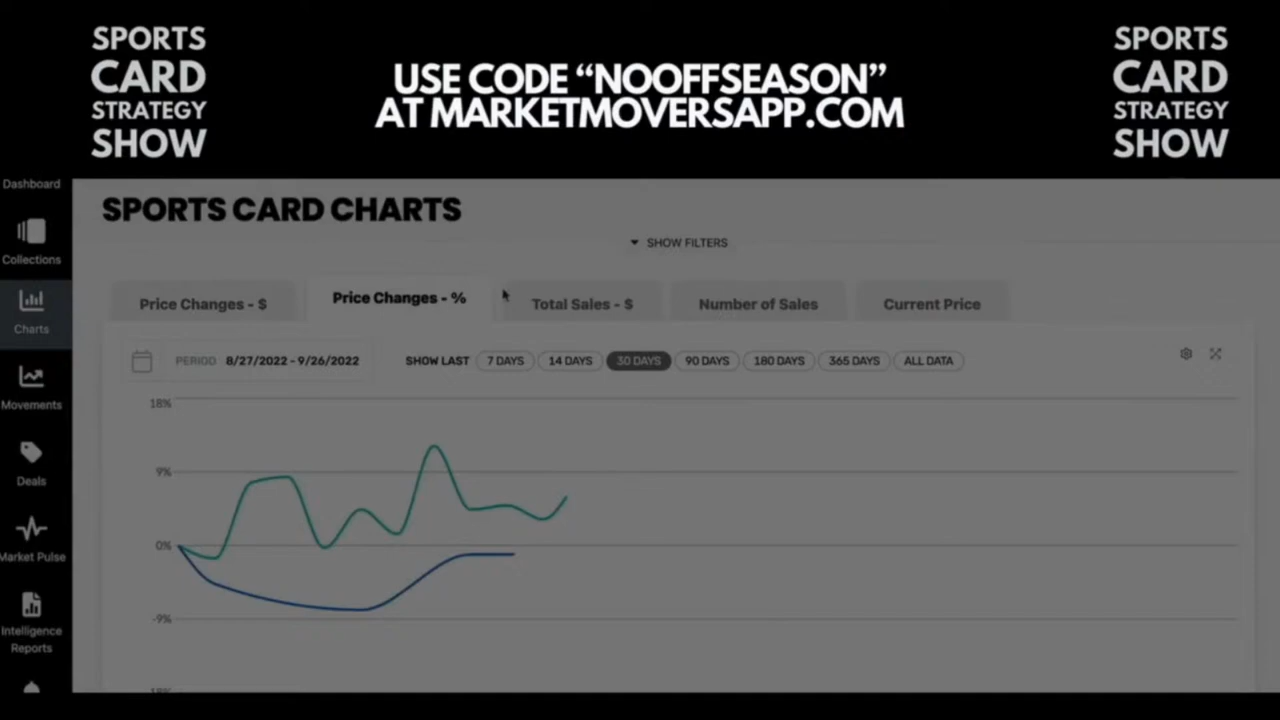 SPORTS
CARD
STRATEGY
SHOW
USE CODE “NOOFFSEASON”
AT MARKETMOVERSAPP.COM
SPORTS
CARD
STRATEGY
SHOW
Dashboard
Collections
Charts
Movements
Deals
Market Pulse
Intelligence
Reports
SPORTS CARD CHARTS
SHOW FILTERS
Price Changes - $
Price Changes - %
Total Sales - $
Number of Sales
Current Price
PERIOD 8/27/2022 - 9/26/2022
SHOW LAST 7 DAYS 14 DAYS 30 DAYS 90 DAYS 180 DAYS 365 DAYS ALL DATA
18%
9%
0%
-9%